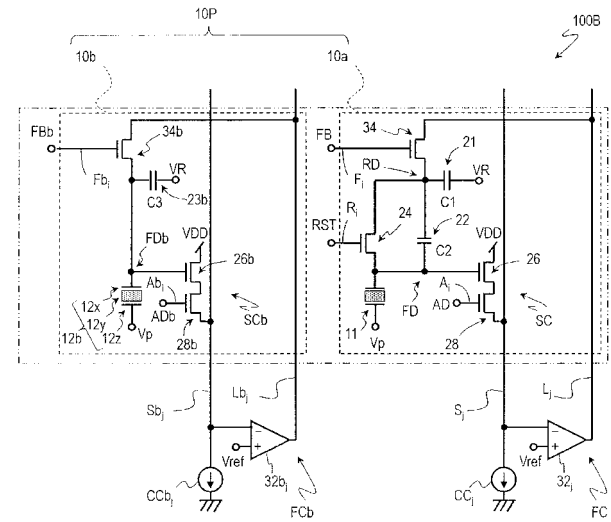 10P
100B
10b
10a
FBb
34b
FB
34
21
Fbi
VR
Fi
RD
VR
C3
23b
C1
RST
Ri
24
22
FDb
VDD
C2
VDD
26b
26
12x
Abi
Ai
12y
ADb
FD
AD
12b
12z
SCb
11
SC
Vp
28b
Vp
28
Sbj
Lbj
Sj
Lj
Vref
Vref
32bj
32j
CCbj
FCb
CCj
FC